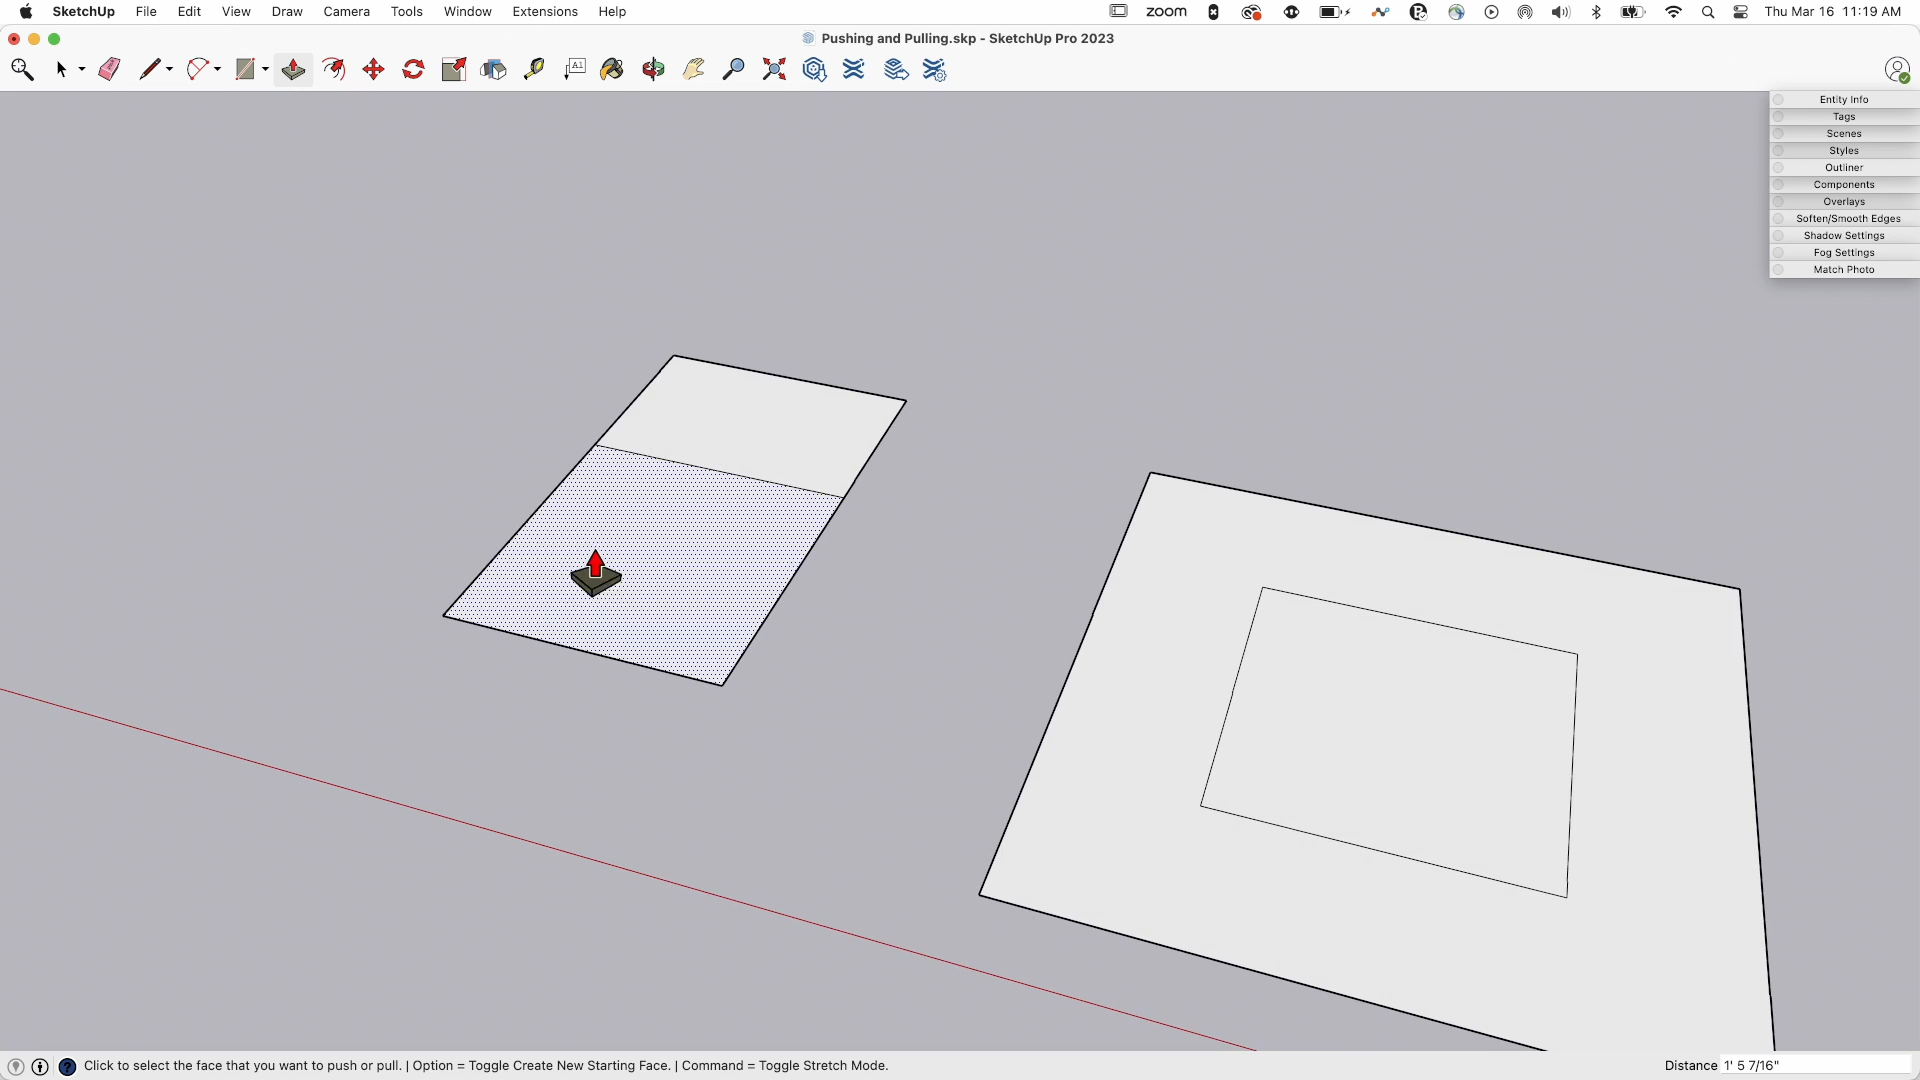 SketchUp File Edit View Draw Camera Tools Window Extensions Help zoom Thu Mar 16 11:19 AM
Pushing and Pulling.skp - SketchUp Pro 2023
A1
Entity Info
Tags
Scenes
Styles
Outliner
Components
Overlays
Soften/Smooth Edges
Shadow Settings
Fog Settings
Match Photo
Click to select the face that you want to push or pull. | Option = Toggle Create New Starting Face. | Command = Toggle Stretch Mode. Distance 1' 5 7/16"